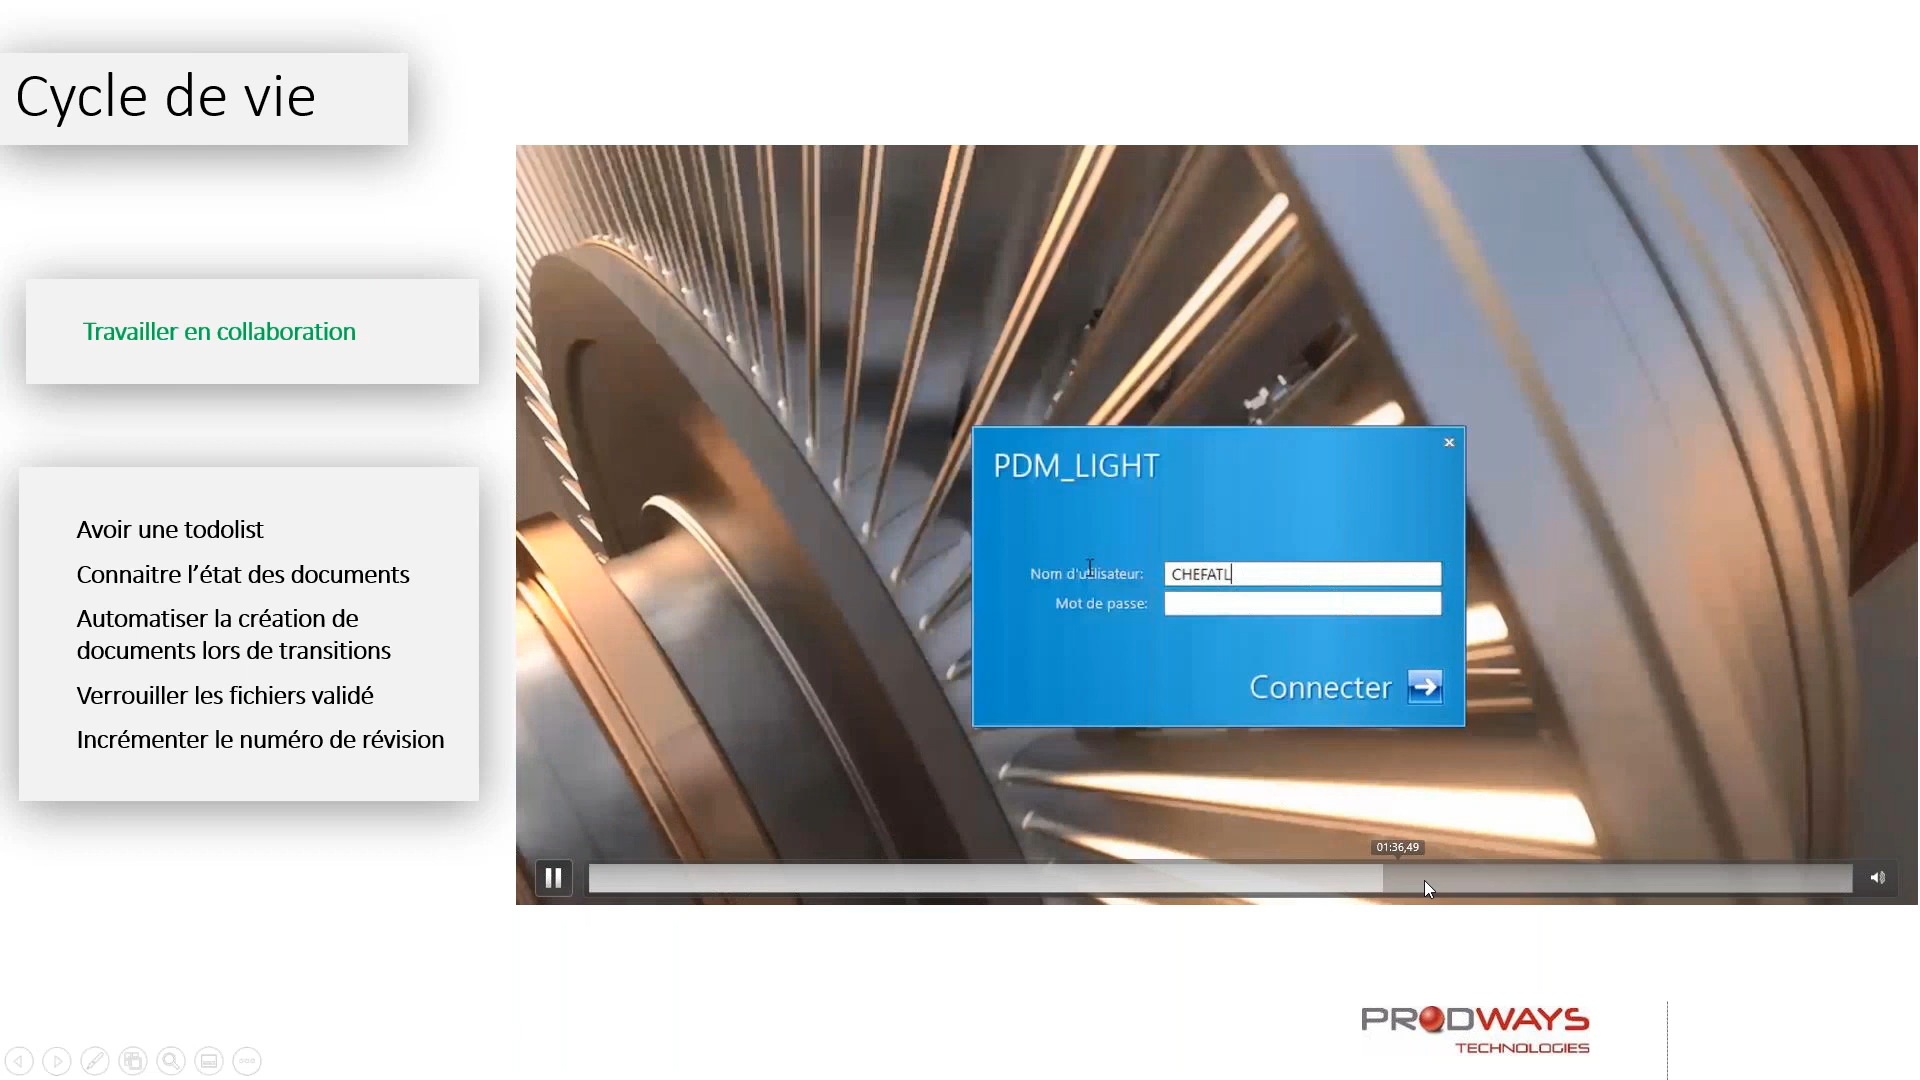 Cycle de vie
Travailler en collaboration
Avoir une todolist
Connaitre l’état des documents
Automatiser la création de
documents lors de transitions
Verrouiller les fichiers validé
Incrémenter le numéro de révision
PDM_LIGHT
Nom d'utilisateur: CHEFATL
Mot de passe:
Connecter
01:36,49
PRODWAYS
TECHNOLOGIES